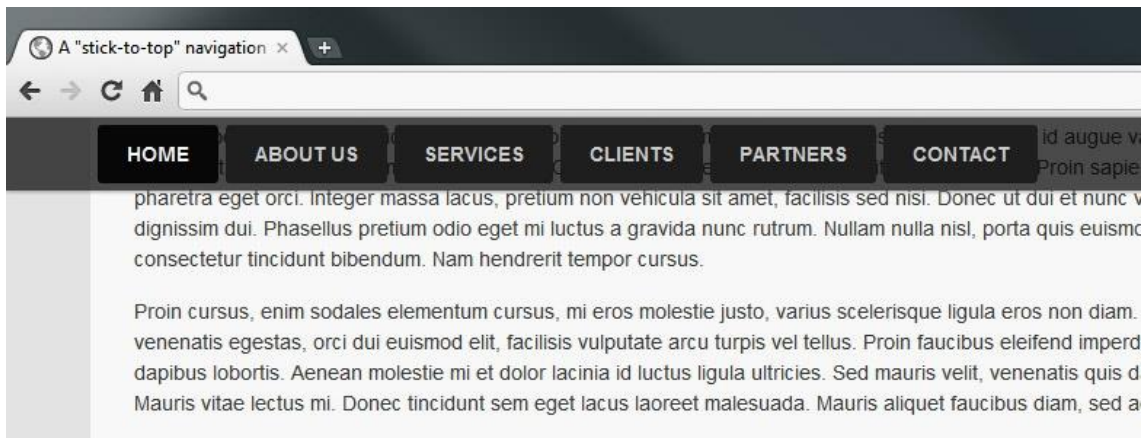 A "stick-to-top" navigation
HOME ABOUT US SERVICES CLIENTS PARTNERS CONTACT
id augue
Proin
pharetra eget orci. Integer massa lacus, pretium non vehicula sit amet, facilisis sed nisi. Donec ut dui et nunc
dignissim dui. Phasellus pretium odio eget mi luctus a gravida nunc rutrum. Nullam nulla nisl, porta quis
consectetur tincidunt bibendum. Nam hendrerit tempor cursus.
Proin cursus, enim sodales elementum cursus, mi eros molestie justo, varius scelerisque ligula eros non diam.
venenatis egestas, orci dui euismod elit, facilisis vulputate arcu turpis vel tellus. Proin faucibus eleifend
dapibus lobortis. Aenean molestie mi et dolor lacinia id luctus ligula ultricies. Sed mauris velit, venenatis quis
Mauris vitae lectus mi. Donec tincidunt sem eget lacus laoreet malesuada. Mauris aliquet faucibus diam, sed